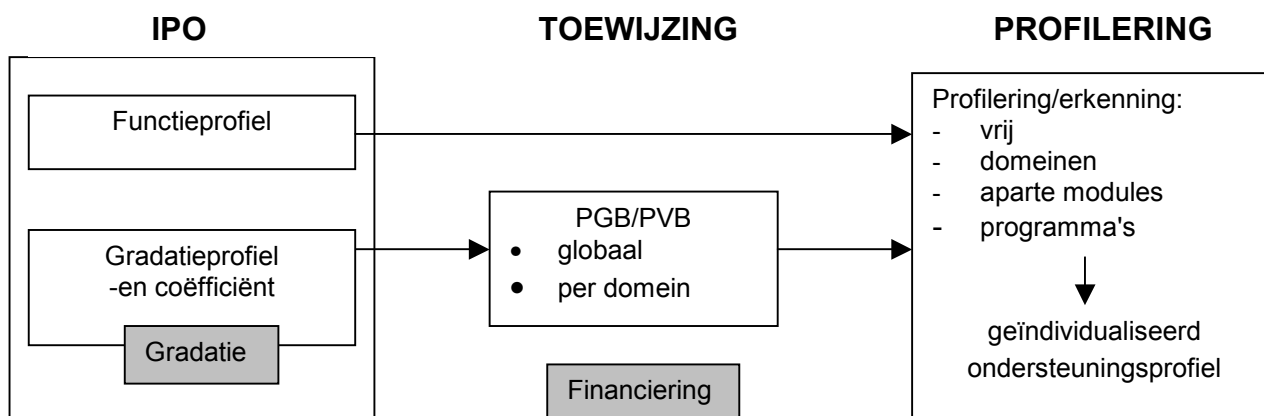 IPO
TOEWIJZING
PROFILERING
Functieprofiel
Gradatieprofiel
-en coëfficiënt
Gradatie
PGB/PVB
• globaal
• per domein
Financiering
Profilering/erkenning:
- vrij
- domeinen
- aparte modules
- programma's
geïndividualiseerd
ondersteuningsprofiel